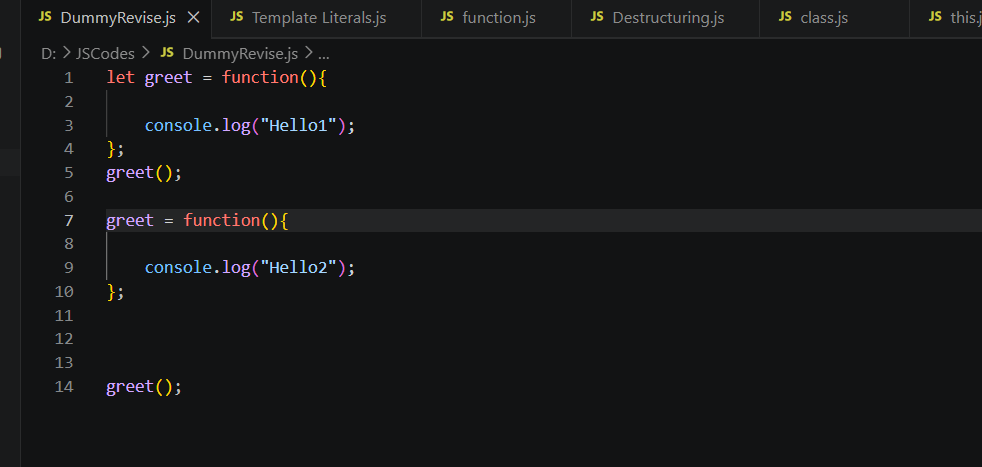 JS DummyRevise.js × JS Template Literals.js JS function.js JS Destructuring.js JS class.js JS this.j
D: > JSCodes > JS DummyRevise.js > ...
1 let greet = function(){
2
3 console.log("Hello1");
4 };
5 greet();
6
7 greet = function(){
8
9 console.log("Hello2");
10 };
11
12
13
14 greet();